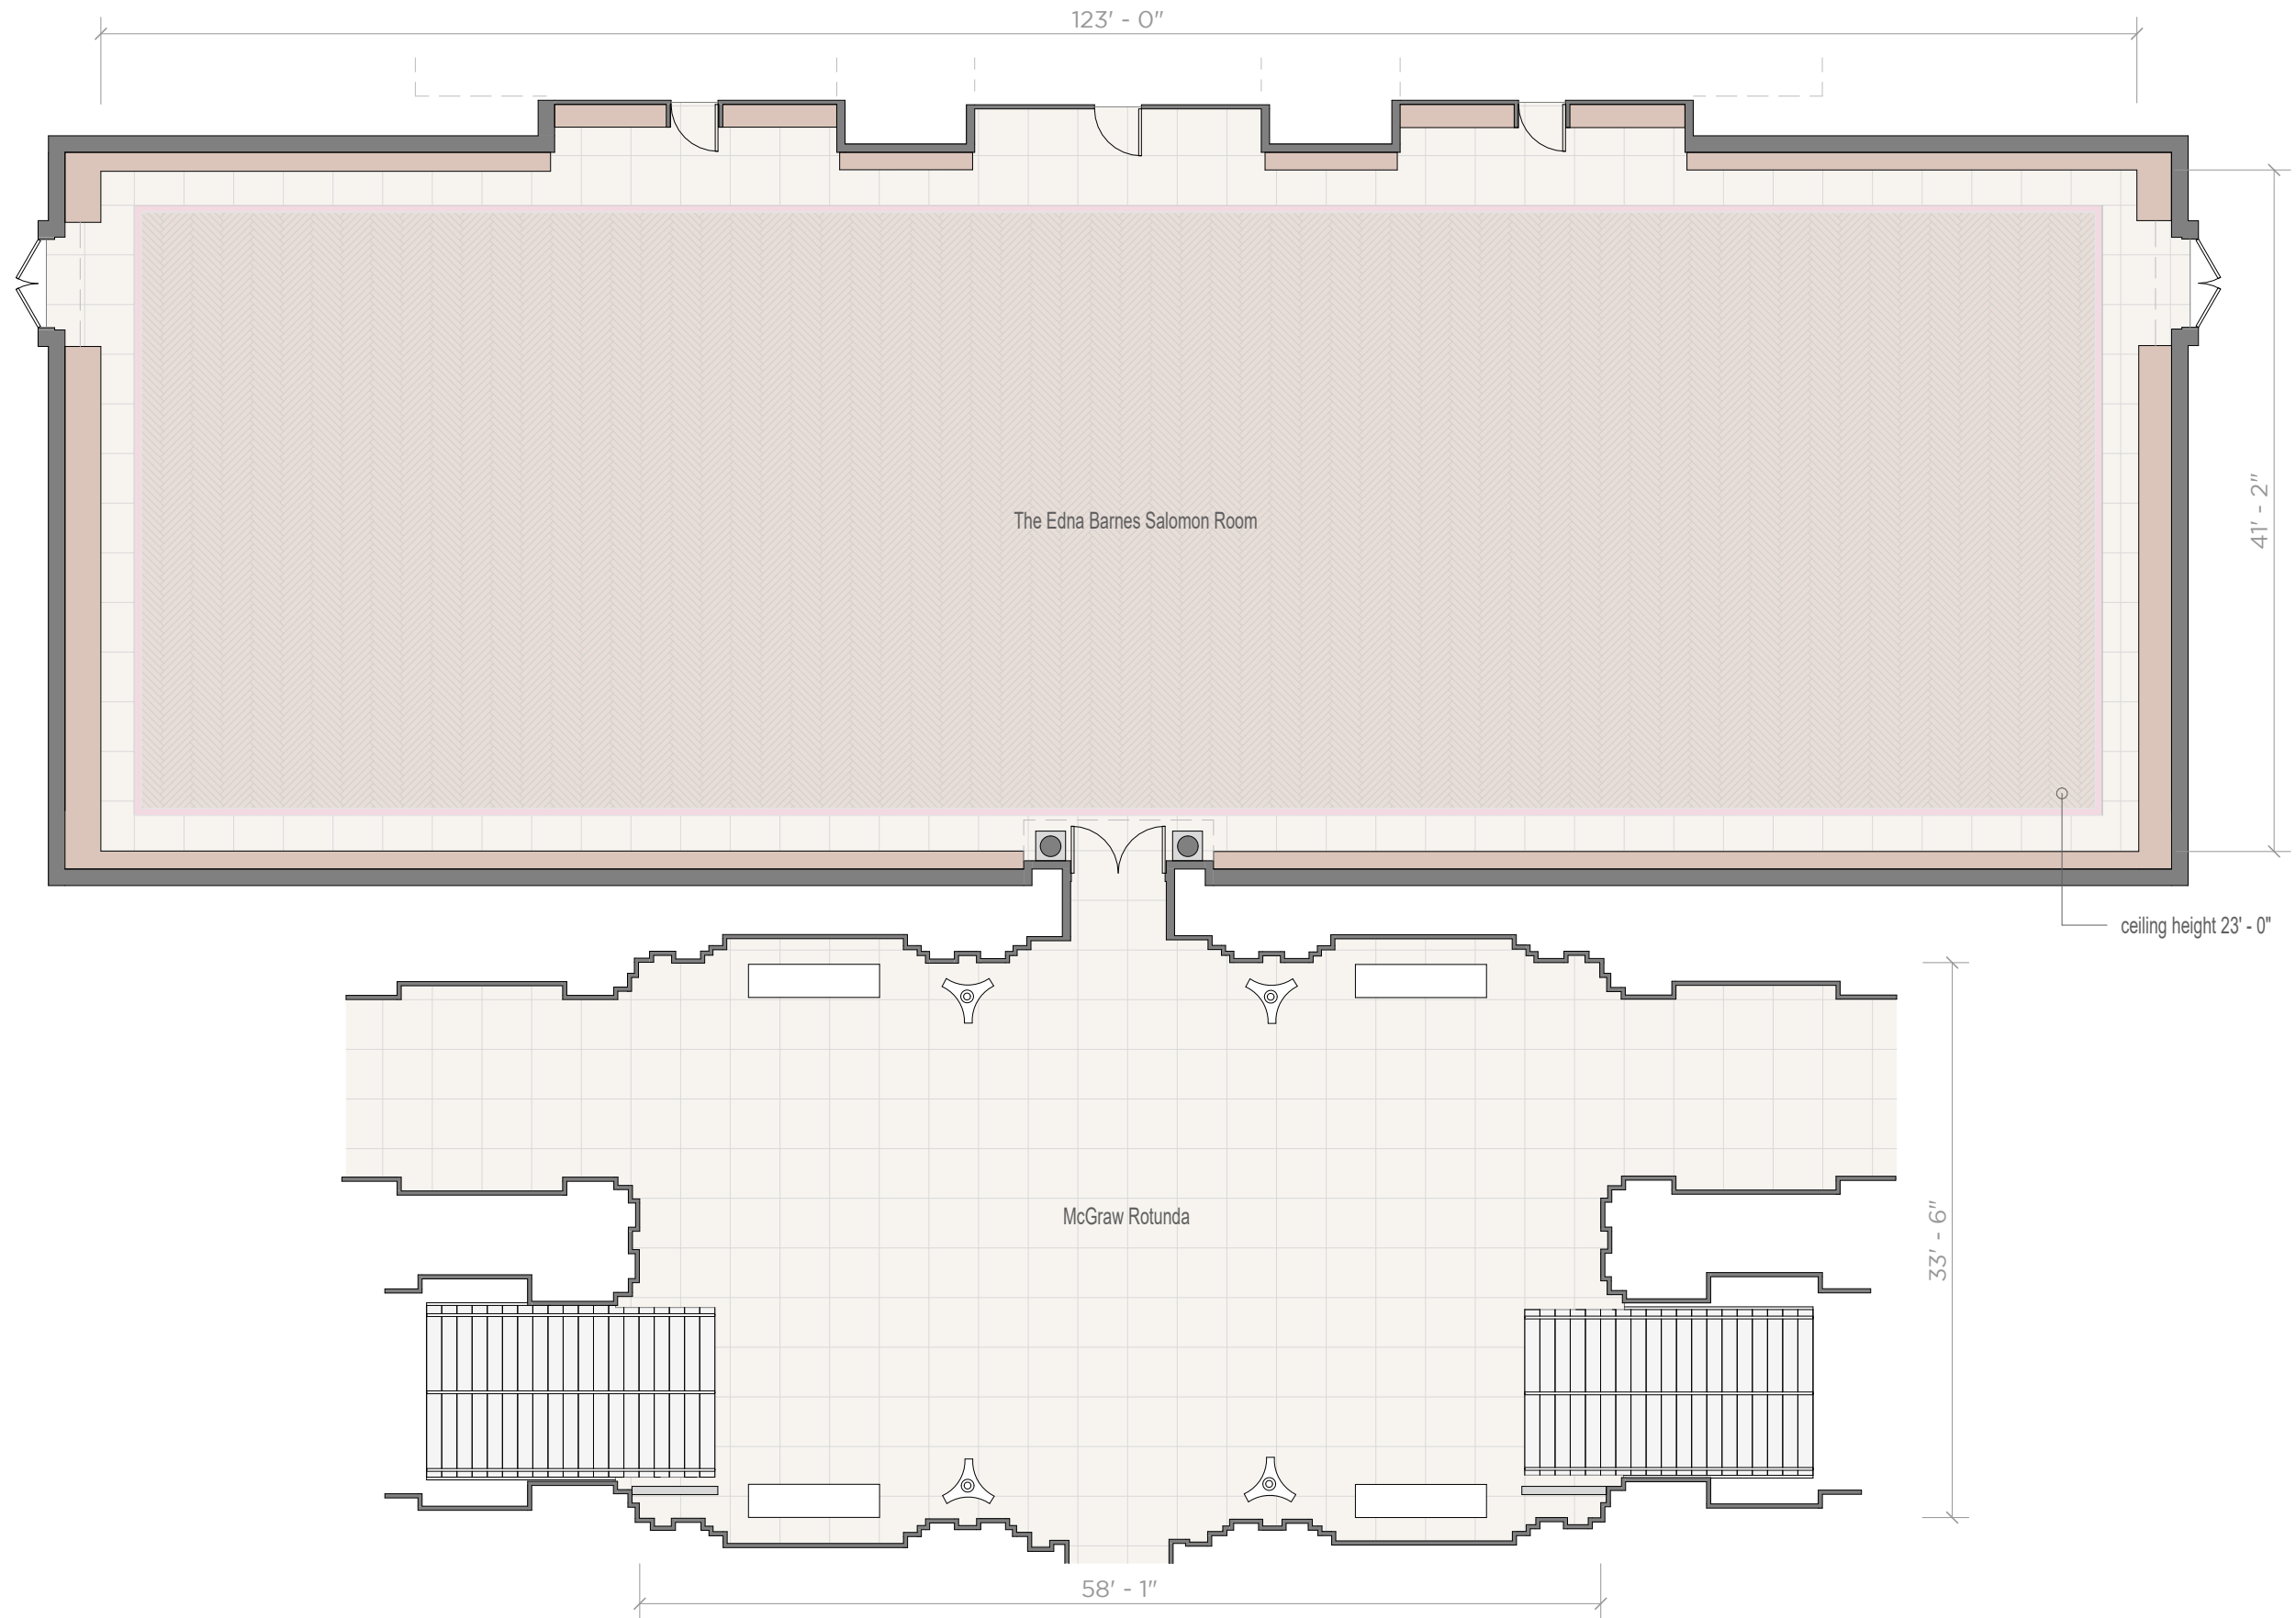 123' - 0"
The Edna Barnes Salomon Room
41' - 2"
ceiling height 23' - 0"
McGraw Rotunda
33' - 6"
58' - 1"